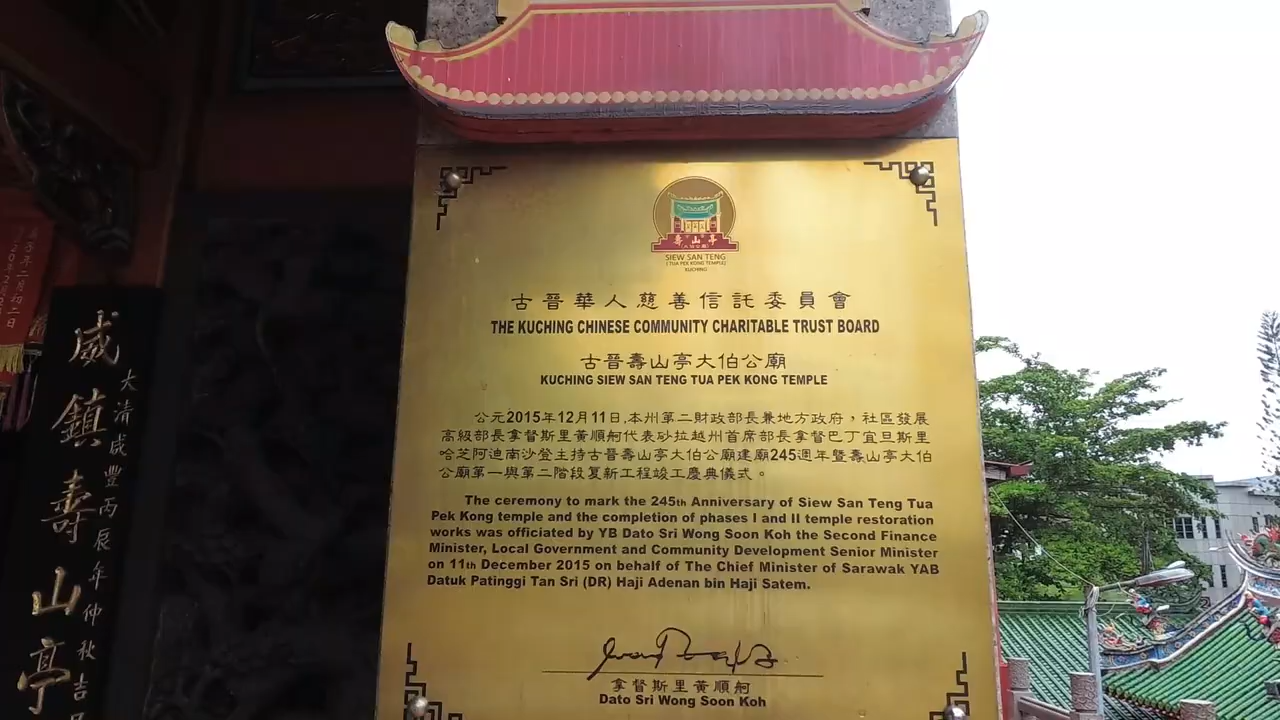 壽山亭
SIEW SAN TENG
( TUA PEK KONG TEMPLE)
KUCHING
古晉華人慈善信託委員會
THE KUCHING CHINESE COMMUNITY CHARITABLE TRUST BOARD
古晉壽山亭大伯公廟
KUCHING SIEW SAN TENG TUA PEK KONG TEMPLE
公元2015年12月11日,本州第二財政部長兼地方政府，社區發展
高級部長拿督斯里黃順舸代表砂拉越州首席部長拿督巴丁宜旦斯里
哈芝阿迪南沙登主持古晉壽山亭大伯公廟建廟245週年暨壽山亭大伯
公廟第一與第二階段复新工程竣工慶典儀式。
The ceremony to mark the 245th Anniversary of Siew San Teng Tua
Pek Kong temple and the completion of phases I and II temple restoration
works was officiated by YB Dato Sri Wong Soon Koh the Second Finance
Minister, Local Government and Community Development Senior Minister
on 11th December 2015 on behalf of The Chief Minister of Sarawak YAB
Datuk Patinggi Tan Sri (DR) Haji Adenan bin Haji Satem.
拿督斯里黃順舸
Dato Sri Wong Soon Koh
大清咸豐丙辰年仲秋吉
威鎮壽山亭